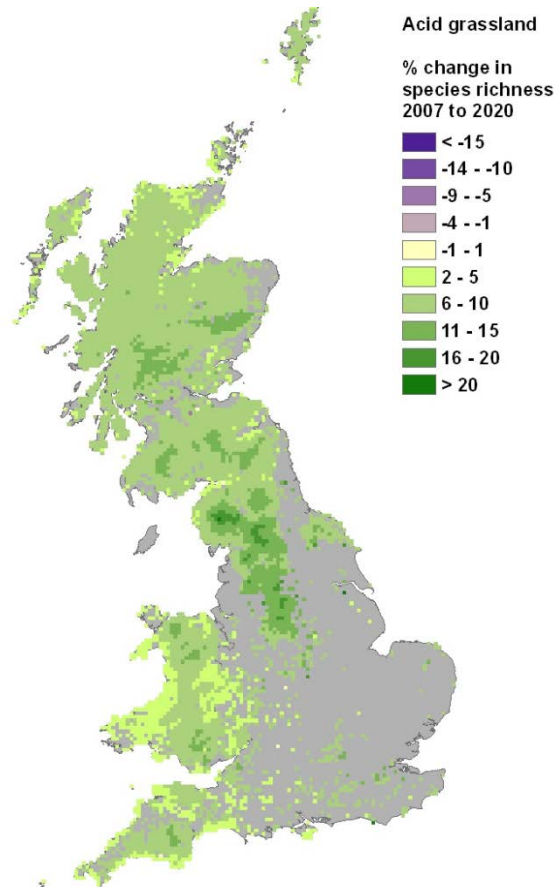 Acid grassland
% change in
species richness
2007 to 2020
< -15
-14 - -10
-9 - -5
-4 - -1
-1 - 1
2 - 5
6 - 10
11 - 15
16 - 20
> 20